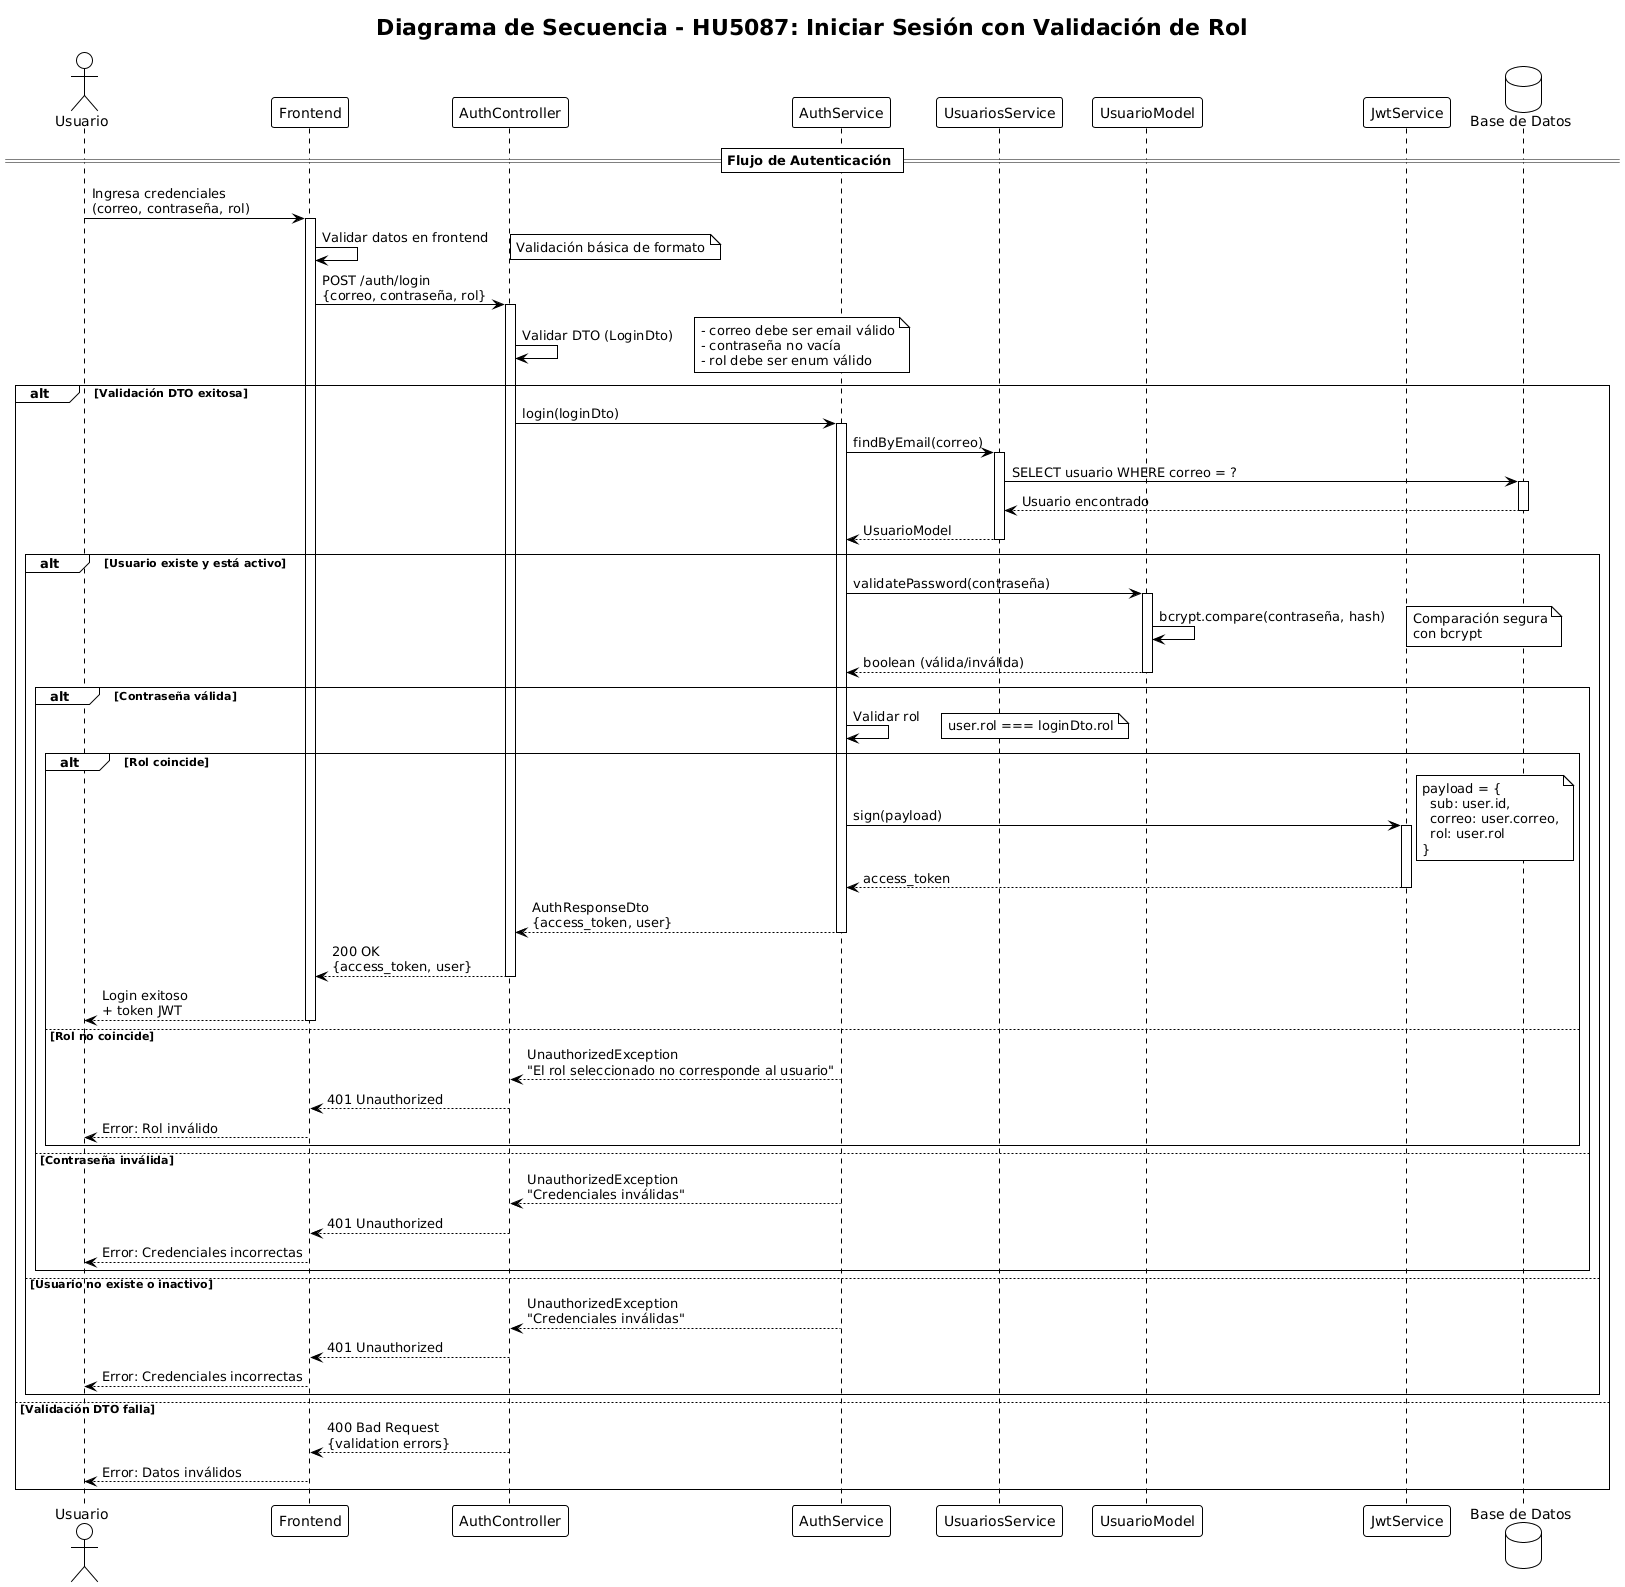 Diagrama de Secuencia - HU5087: Iniciar Sesión con Validación de Rol
Usuario
Frontend
AuthController
AuthService
UsuariosService
UsuarioModel
JwtService
Base de Datos
Flujo de Autenticación
Ingresa credenciales
(correo, contraseña, rol)
Validar datos en frontend
Validación básica de formato
POST /auth/login
{correo, contraseña, rol}
Validar DTO (LoginDto)
- correo debe ser email válido
- contraseña no vacía
- rol debe ser enum válido
alt
[Validación DTO exitosa]
login(loginDto)
findByEmail(correo)
SELECT usuario WHERE correo = ?
Usuario encontrado
UsuarioModel
alt
[Usuario existe y está activo]
validatePassword(contraseña)
bcrypt.compare(contraseña, hash)
Comparación segura
con bcrypt
boolean (válida/inválida)
alt
[Contraseña válida]
Validar rol
user.rol === loginDto.rol
alt
[Rol coincide]
payload = {
sub: user.id,
correo: user.correo,
rol: user.rol
}
sign(payload)
access_token
AuthResponseDto
{access_token, user}
200 OK
{access_token, user}
Login exitoso
+ token JWT
[Rol no coincide]
UnauthorizedException
"El rol seleccionado no corresponde al usuario"
401 Unauthorized
Error: Rol inválido
[Contraseña inválida]
UnauthorizedException
"Credenciales inválidas"
401 Unauthorized
Error: Credenciales incorrectas
[Usuario no existe o inactivo]
UnauthorizedException
"Credenciales inválidas"
401 Unauthorized
Error: Credenciales incorrectas
[Validación DTO falla]
400 Bad Request
{validation errors}
Error: Datos inválidos
Usuario
Frontend
AuthController
AuthService
UsuariosService
UsuarioModel
JwtService
Base de Datos